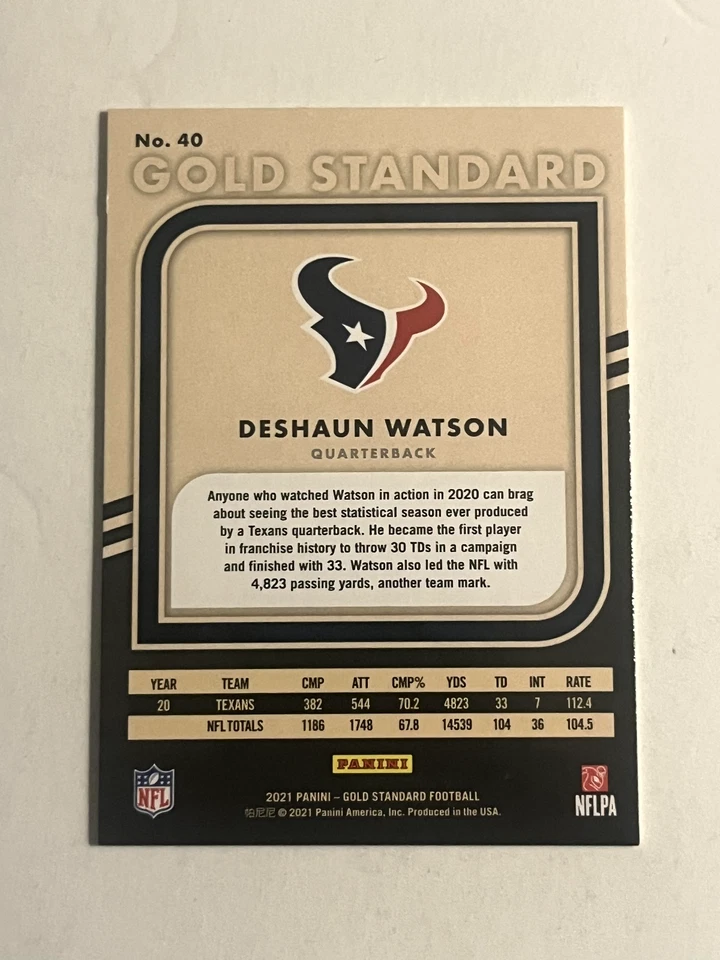 No. 40
GOLD STANDARD
DESHAUN WATSON
QUARTERBACK
Anyone who watched Watson in action in 2020 can brag
about seeing the best statistical season ever produced
by a Texans quarterback. He became the first player
in franchise history to throw 30 TDs in a campaign
and finished with 33. Watson also led the NFL with
4,823 passing yards, another team mark.
YEAR TEAM CMP ATT CMP% YDS TD INT RATE
20 TEXANS 382 544 70.2 4823 33 7 112.4
NFL TOTALS 1186 1748 67.8 14539 104 36 104.5
PANINI
NFL
NFLPA
2021 PANINI – GOLD STANDARD FOOTBALL
帕尼尼 © 2021 Panini America, Inc. Produced in the USA.